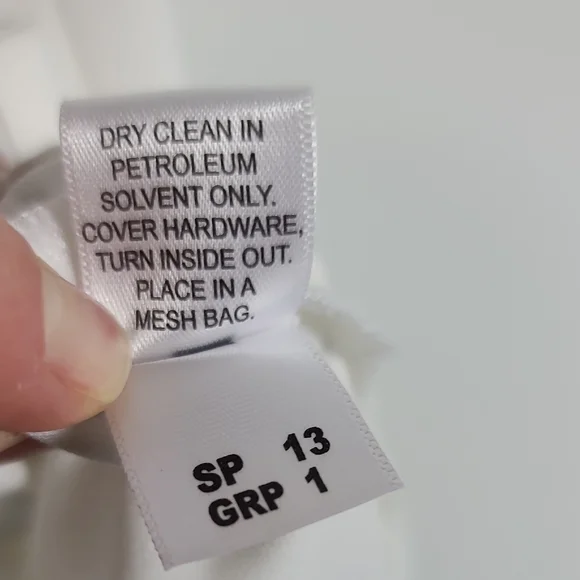 DRY CLEAN IN
PETROLEUM
SOLVENT ONLY.
COVER HARDWARE,
TURN INSIDE OUT.
PLACE IN A
MESH BAG.
SP 13
GRP 1